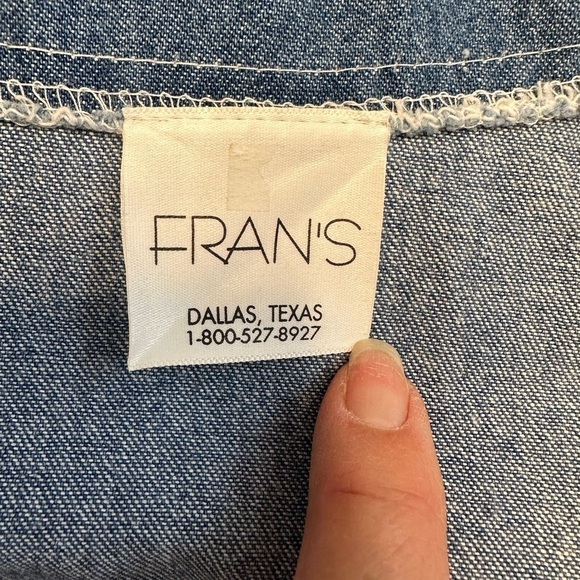 FRAN'S
DALLAS, TEXAS
1-800-527-8927